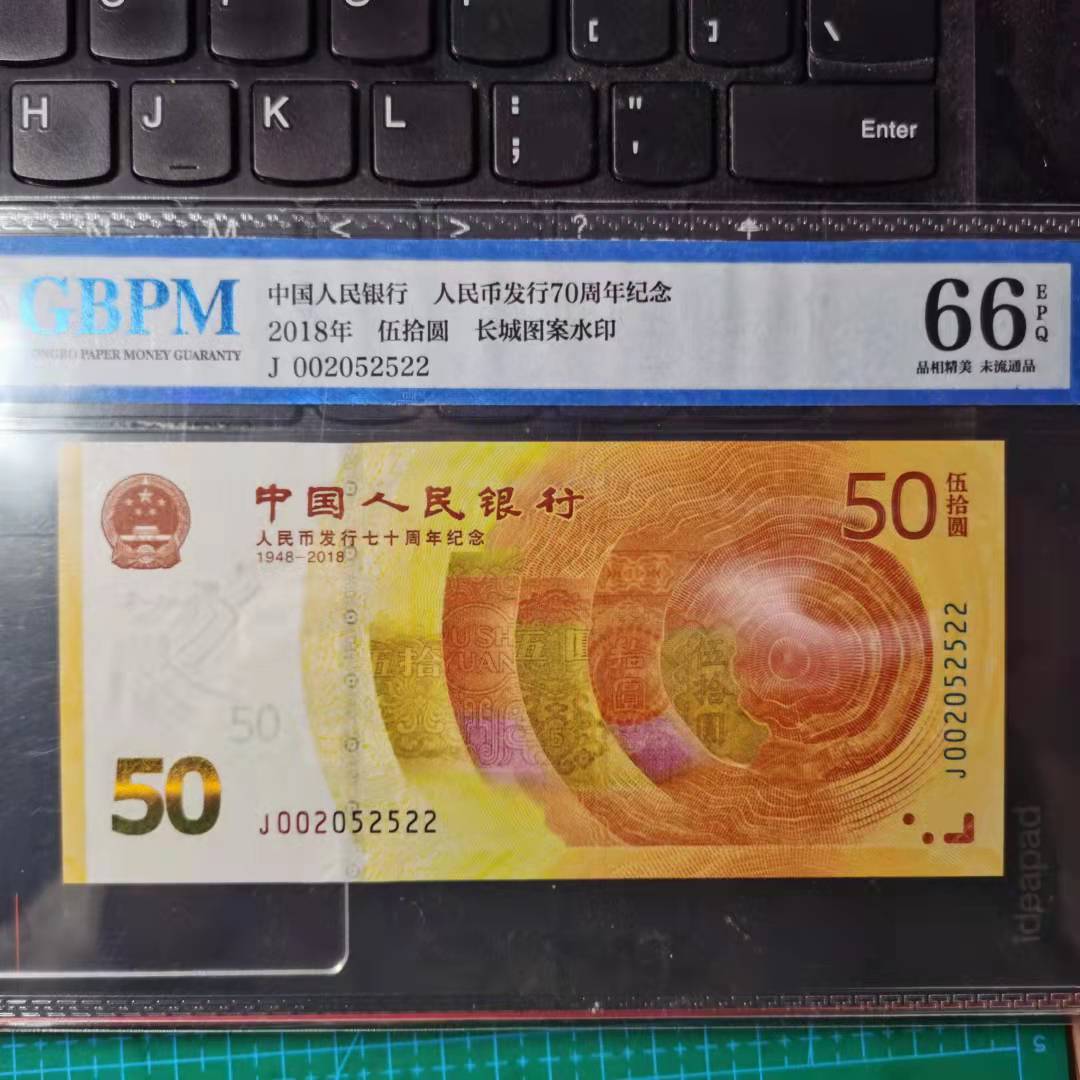 [ ] \
H J K L : ; " ' Enter
N M < > ?
GBPM
PAPER MONEY GUARANTY
中国人民银行 人民币发行70周年纪念
2018年 伍拾圆 长城图案水印
J 002052522
66 EPQ
品相精美 未流通品
中国人民银行
人民币发行七十周年纪念
1948-2018
50 伍拾圆
伍拾
YUAN
伍拾圆
50
50
J002052522
J002052522
ideapad
5